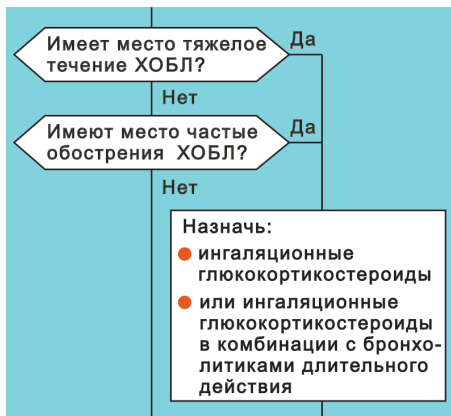 Имеет место тяжелое
течение ХОБЛ?
Да
Нет
Имеют место частые
обострения ХОБЛ?
Да
Нет
Назначь:
ингаляционные
глюкокортикостероиды
или ингаляционные
глюкокортикостероиды
в комбинации с бронхо-
литиками длительного
действия